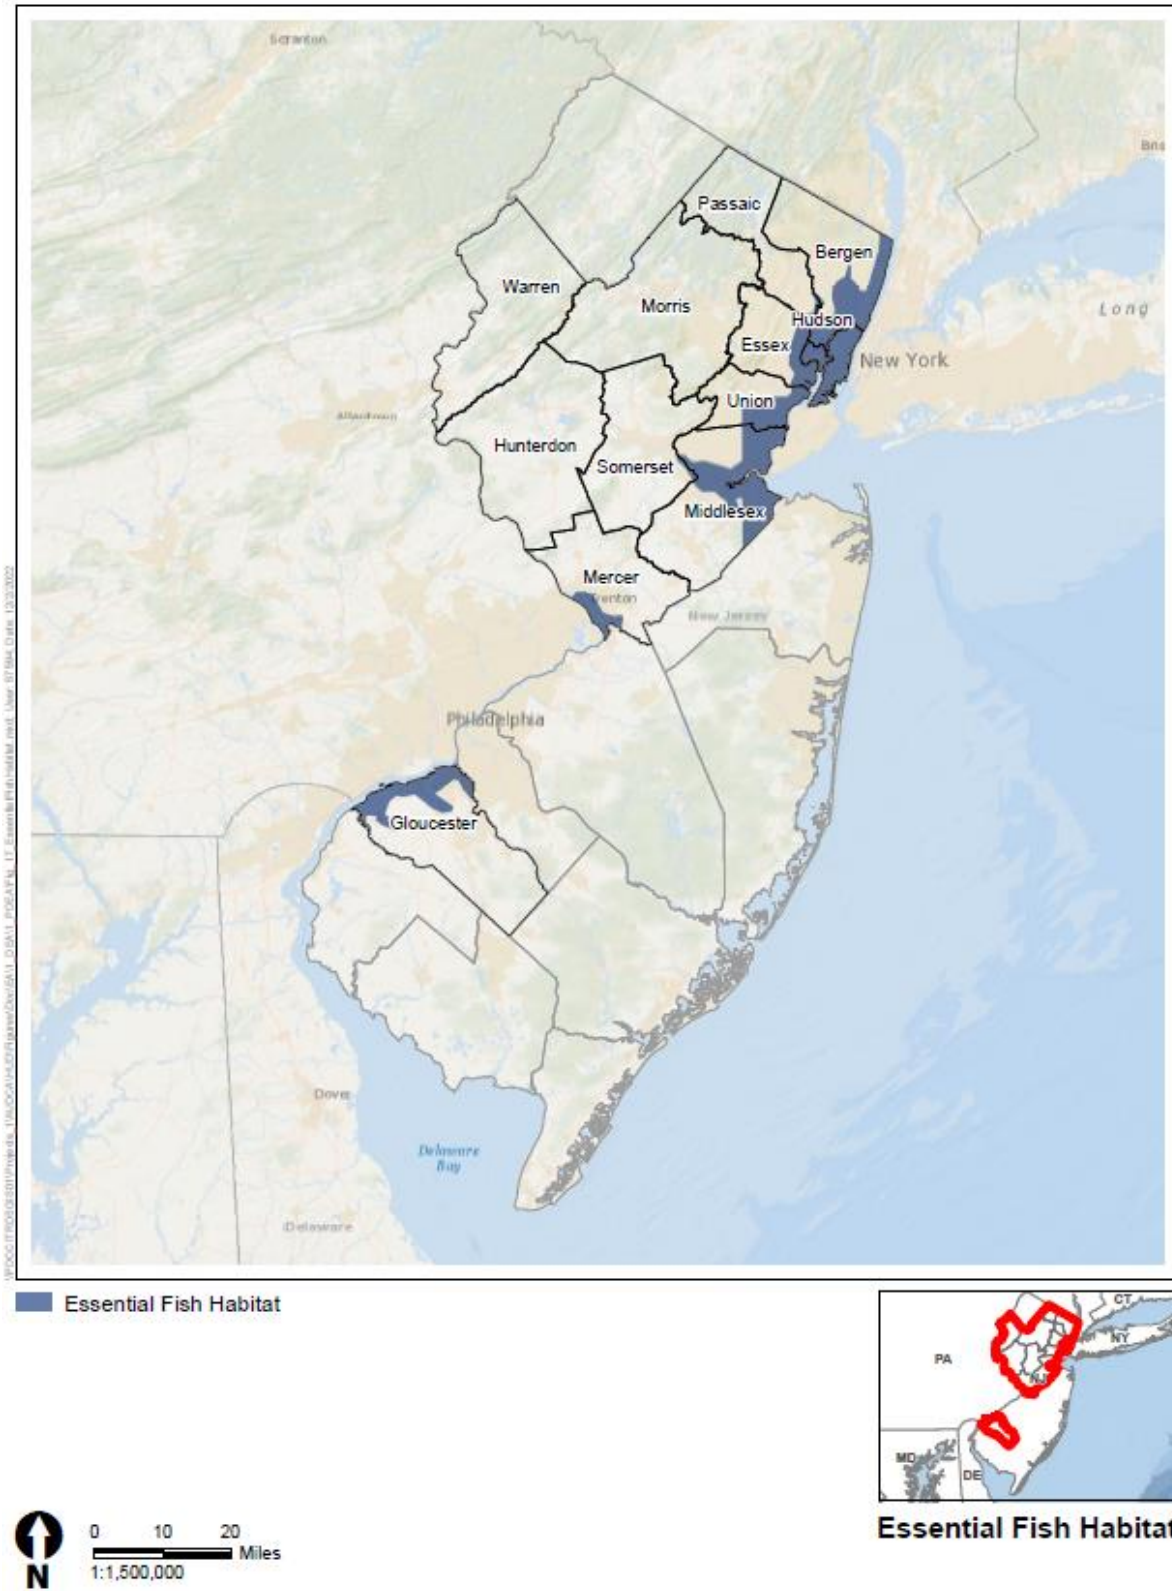 Scranton
Passaic
Bergen
Warren
Morris
Hudson
Long
Essex
New York
Union
Allentown
Hunterdon
Somerset
Middlesex
Mercer
Trenton
New Jersey
Philadelphia
Gloucester
Dover
Delaware
Bay
Delaware
Essential Fish Habitat
CT
NY
PA
NJ
MD
DE
Essential Fish Habitat
0 10 20
Miles
1:1,500,000
N